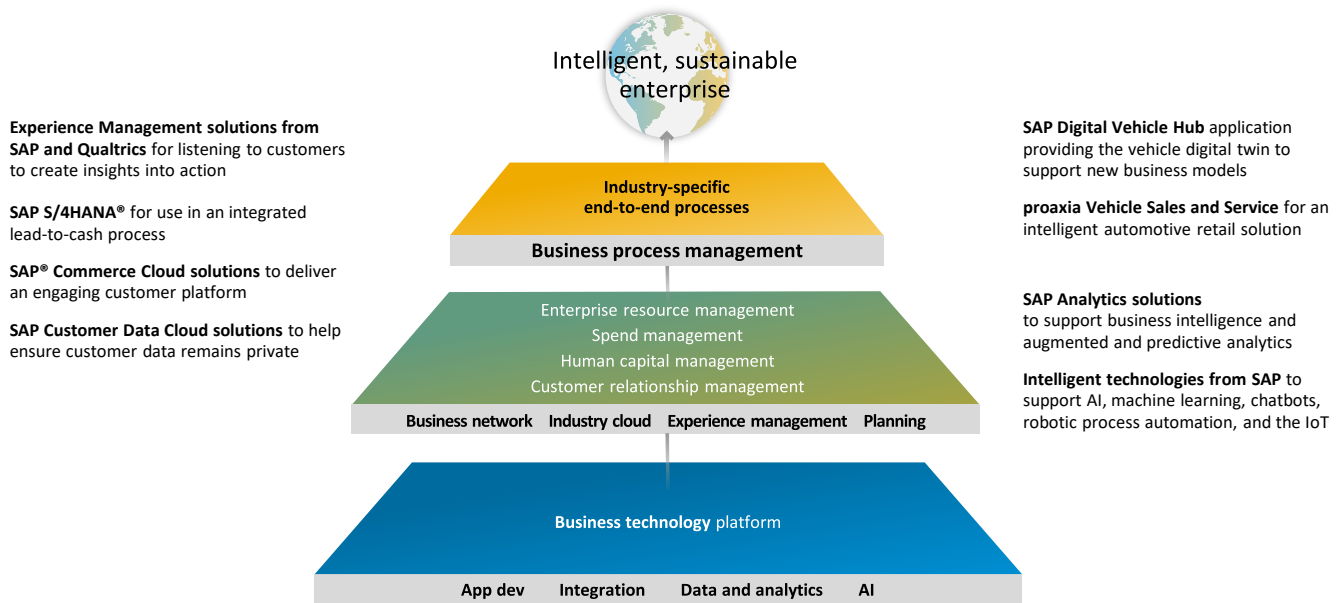 Intelligent, sustainable
enterprise
Experience Management solutions from
SAP and Qualtrics for listening to customers
to create insights into action
SAP S/4HANA® for use in an integrated
lead-to-cash process
SAP® Commerce Cloud solutions to deliver
an engaging customer platform
SAP Customer Data Cloud solutions to help
ensure customer data remains private
Industry-specific
end-to-end processes
Business process management
Enterprise resource management
Spend management
Human capital management
Customer relationship management
Business network Industry cloud Experience management Planning
Business technology platform
App dev Integration Data and analytics AI
SAP Digital Vehicle Hub application
providing the vehicle digital twin to
support new business models
proaxia Vehicle Sales and Service for an
intelligent automotive retail solution
SAP Analytics solutions
to support business intelligence and
augmented and predictive analytics
Intelligent technologies from SAP to
support AI, machine learning, chatbots,
robotic process automation, and the IoT